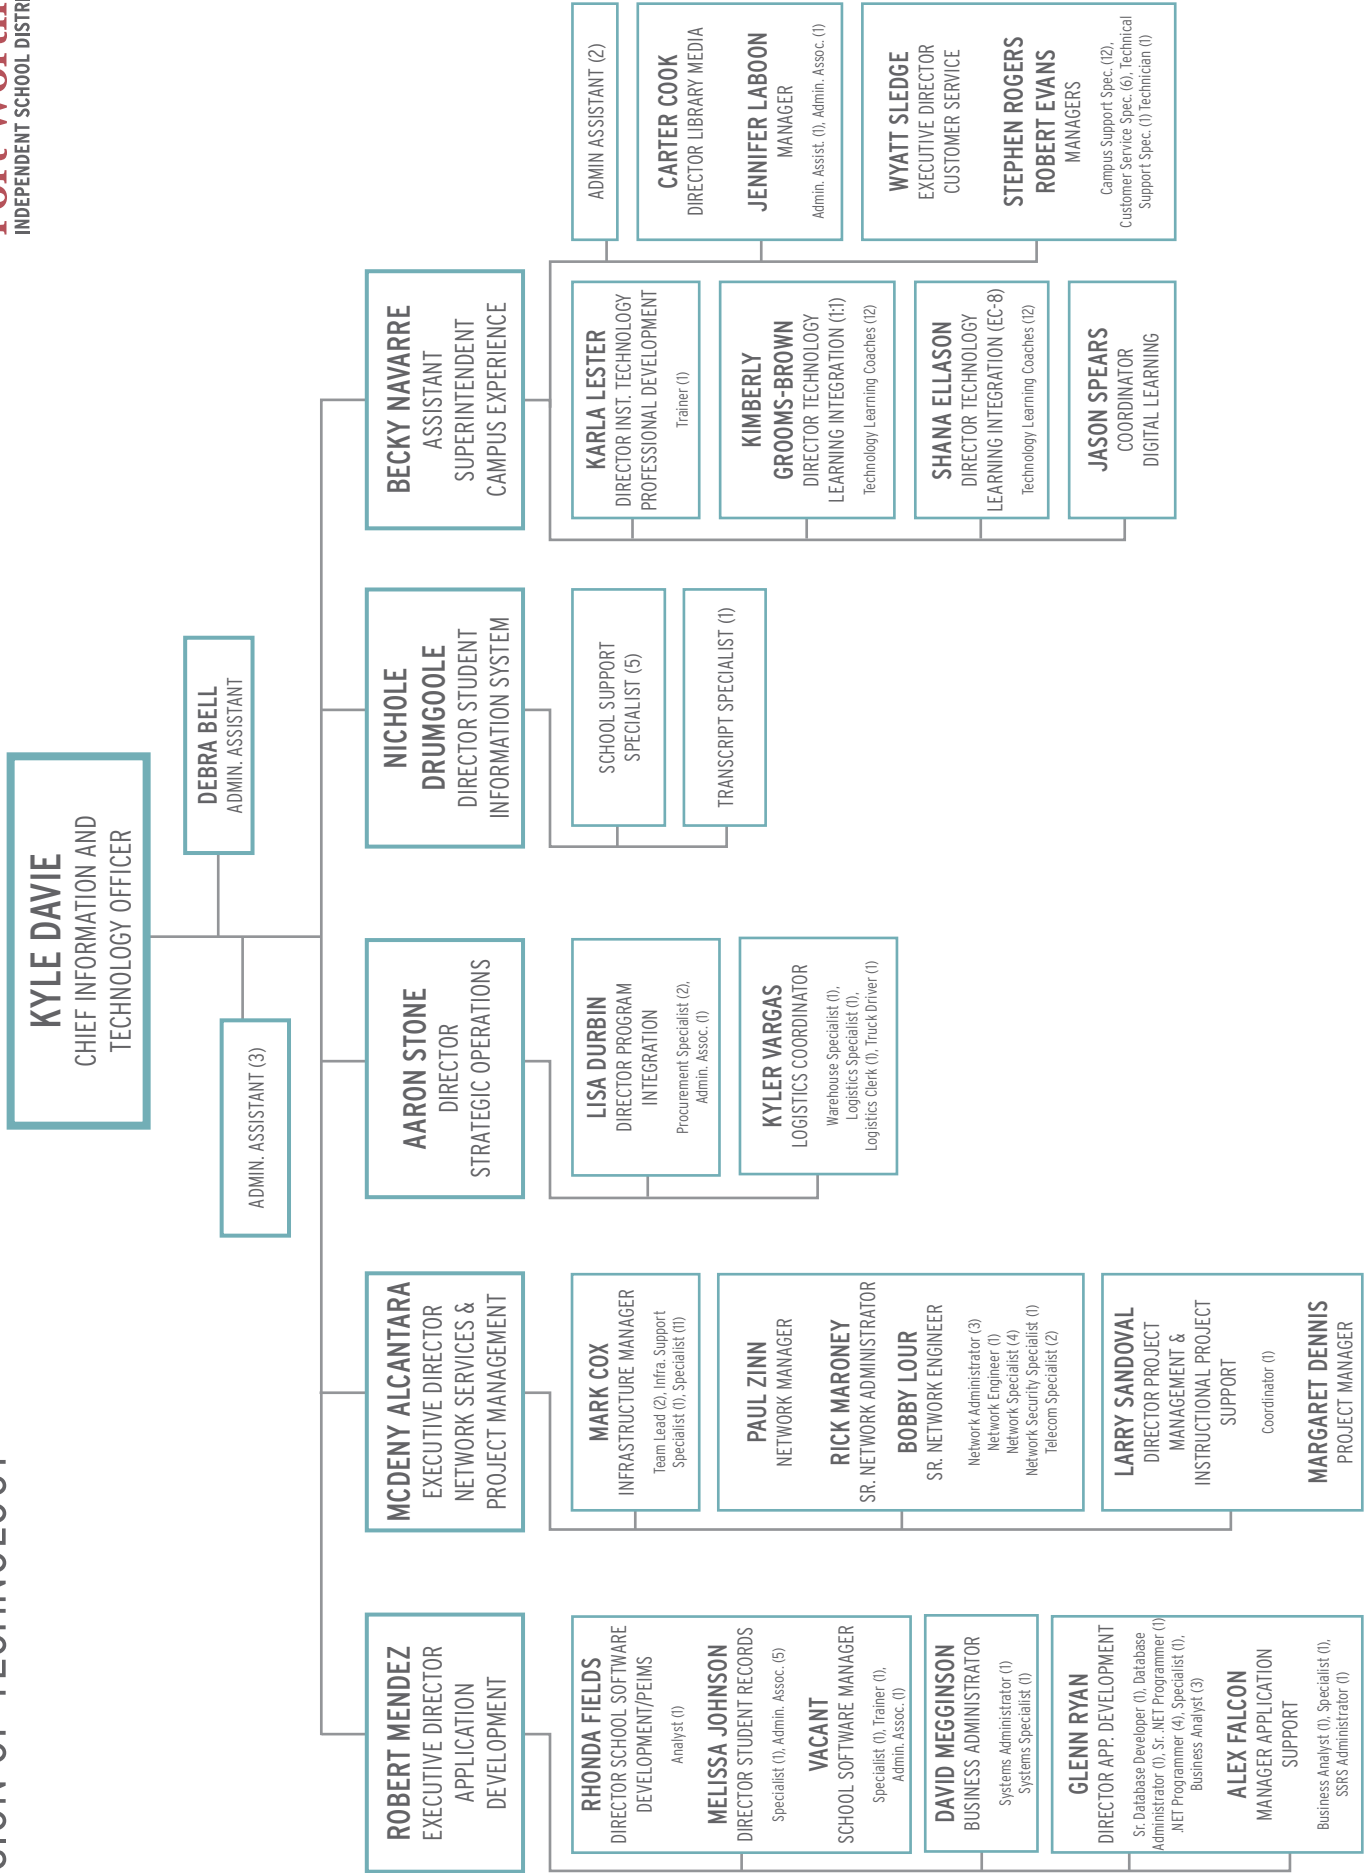 Fort Worth
INDEPENDENT SCHOOL DISTRI
TECHNOLOGY
KYLE DAVIE
CHIEF INFORMATION AND
TECHNOLOGY OFFICER
DEBRA BELL
ADMIN. ASSISTANT
ADMIN. ASSISTANT (3)
ROBERT MENDEZ
EXECUTIVE DIRECTOR
APPLICATION
DEVELOPMENT
RHONDA FIELDS
DIRECTOR SCHOOL SOFTWARE
DEVELOPMENT/PEIMS
Analyst (1)
MELISSA JOHNSON
DIRECTOR STUDENT RECORDS
Specialist (1), Admin. Assoc. (5)
VACANT
SCHOOL SOFTWARE MANAGER
Specialist (1), Trainer (1),
Admin. Assoc. (1)
DAVID MEGGINSON
BUSINESS ADMINISTRATOR
Systems Administrator (1)
Systems Specialist (1)
GLENN RYAN
DIRECTOR APP. DEVELOPMENT
Sr. Database Developer (1), Database
Administrator (1), Sr. .NET Programmer (1)
.NET Programmer (4), Specialist (1),
Business Analyst (3)
ALEX FALCON
MANAGER APPLICATION
SUPPORT
Business Analyst (1), Specialist (1),
SSRS Administrator (1)
MCDENY ALCANTARA
EXECUTIVE DIRECTOR
NETWORK SERVICES &
PROJECT MANAGEMENT
MARK COX
INFRASTRUCTURE MANAGER
Team Lead (2), Infra. Support
Specialist (1), Specialist (11)
PAUL ZINN
NETWORK MANAGER
RICK MARONEY
SR. NETWORK ADMINISTRATOR
BOBBY LOUR
SR. NETWORK ENGINEER
Network Administrator (3)
Network Engineer (1)
Network Specialist (4)
Network Security Specialist (1)
Telecom Specialist (2)
LARRY SANDOVAL
DIRECTOR PROJECT
MANAGEMENT &
INSTRUCTIONAL PROJECT
SUPPORT
Coordinator (1)
MARGARET DENNIS
PROJECT MANAGER
AARON STONE
DIRECTOR
STRATEGIC OPERATIONS
LISA DURBIN
DIRECTOR PROGRAM
INTEGRATION
Procurement Specialist (2),
Admin. Assoc. (1)
KYLER VARGAS
LOGISTICS COORDINATOR
Warehouse Specialist (1),
Logistics Specialist (1),
Logistics Clerk (1), Truck Driver (1)
NICHOLE
DRUMGOOLE
DIRECTOR STUDENT
INFORMATION SYSTEM
SCHOOL SUPPORT
SPECIALIST (5)
TRANSCRIPT SPECIALIST (1)
BECKY NAVARRE
ASSISTANT
SUPERINTENDENT
CAMPUS EXPERIENCE
KARLA LESTER
DIRECTOR INST. TECHNOLOGY
PROFESSIONAL DEVELOPMENT
Trainer (1)
KIMBERLY
GROOMS-BROWN
DIRECTOR TECHNOLOGY
LEARNING INTEGRATION (1:1)
Technology Learning Coaches (12)
SHANA ELLASON
DIRECTOR TECHNOLOGY
LEARNING INTEGRATION (EC-8)
Technology Learning Coaches (12)
JASON SPEARS
COORDINATOR
DIGITAL LEARNING
ADMIN ASSISTANT (2)
CARTER COOK
DIRECTOR LIBRARY MEDIA
JENNIFER LABOON
MANAGER
Admin. Assist. (1), Admin. Assoc. (1)
WYATT SLEDGE
EXECUTIVE DIRECTOR
CUSTOMER SERVICE
STEPHEN ROGERS
ROBERT EVANS
MANAGERS
Campus Support Spec. (12),
Customer Service Spec. (6), Technical
Support Spec. (1) Technician (1)